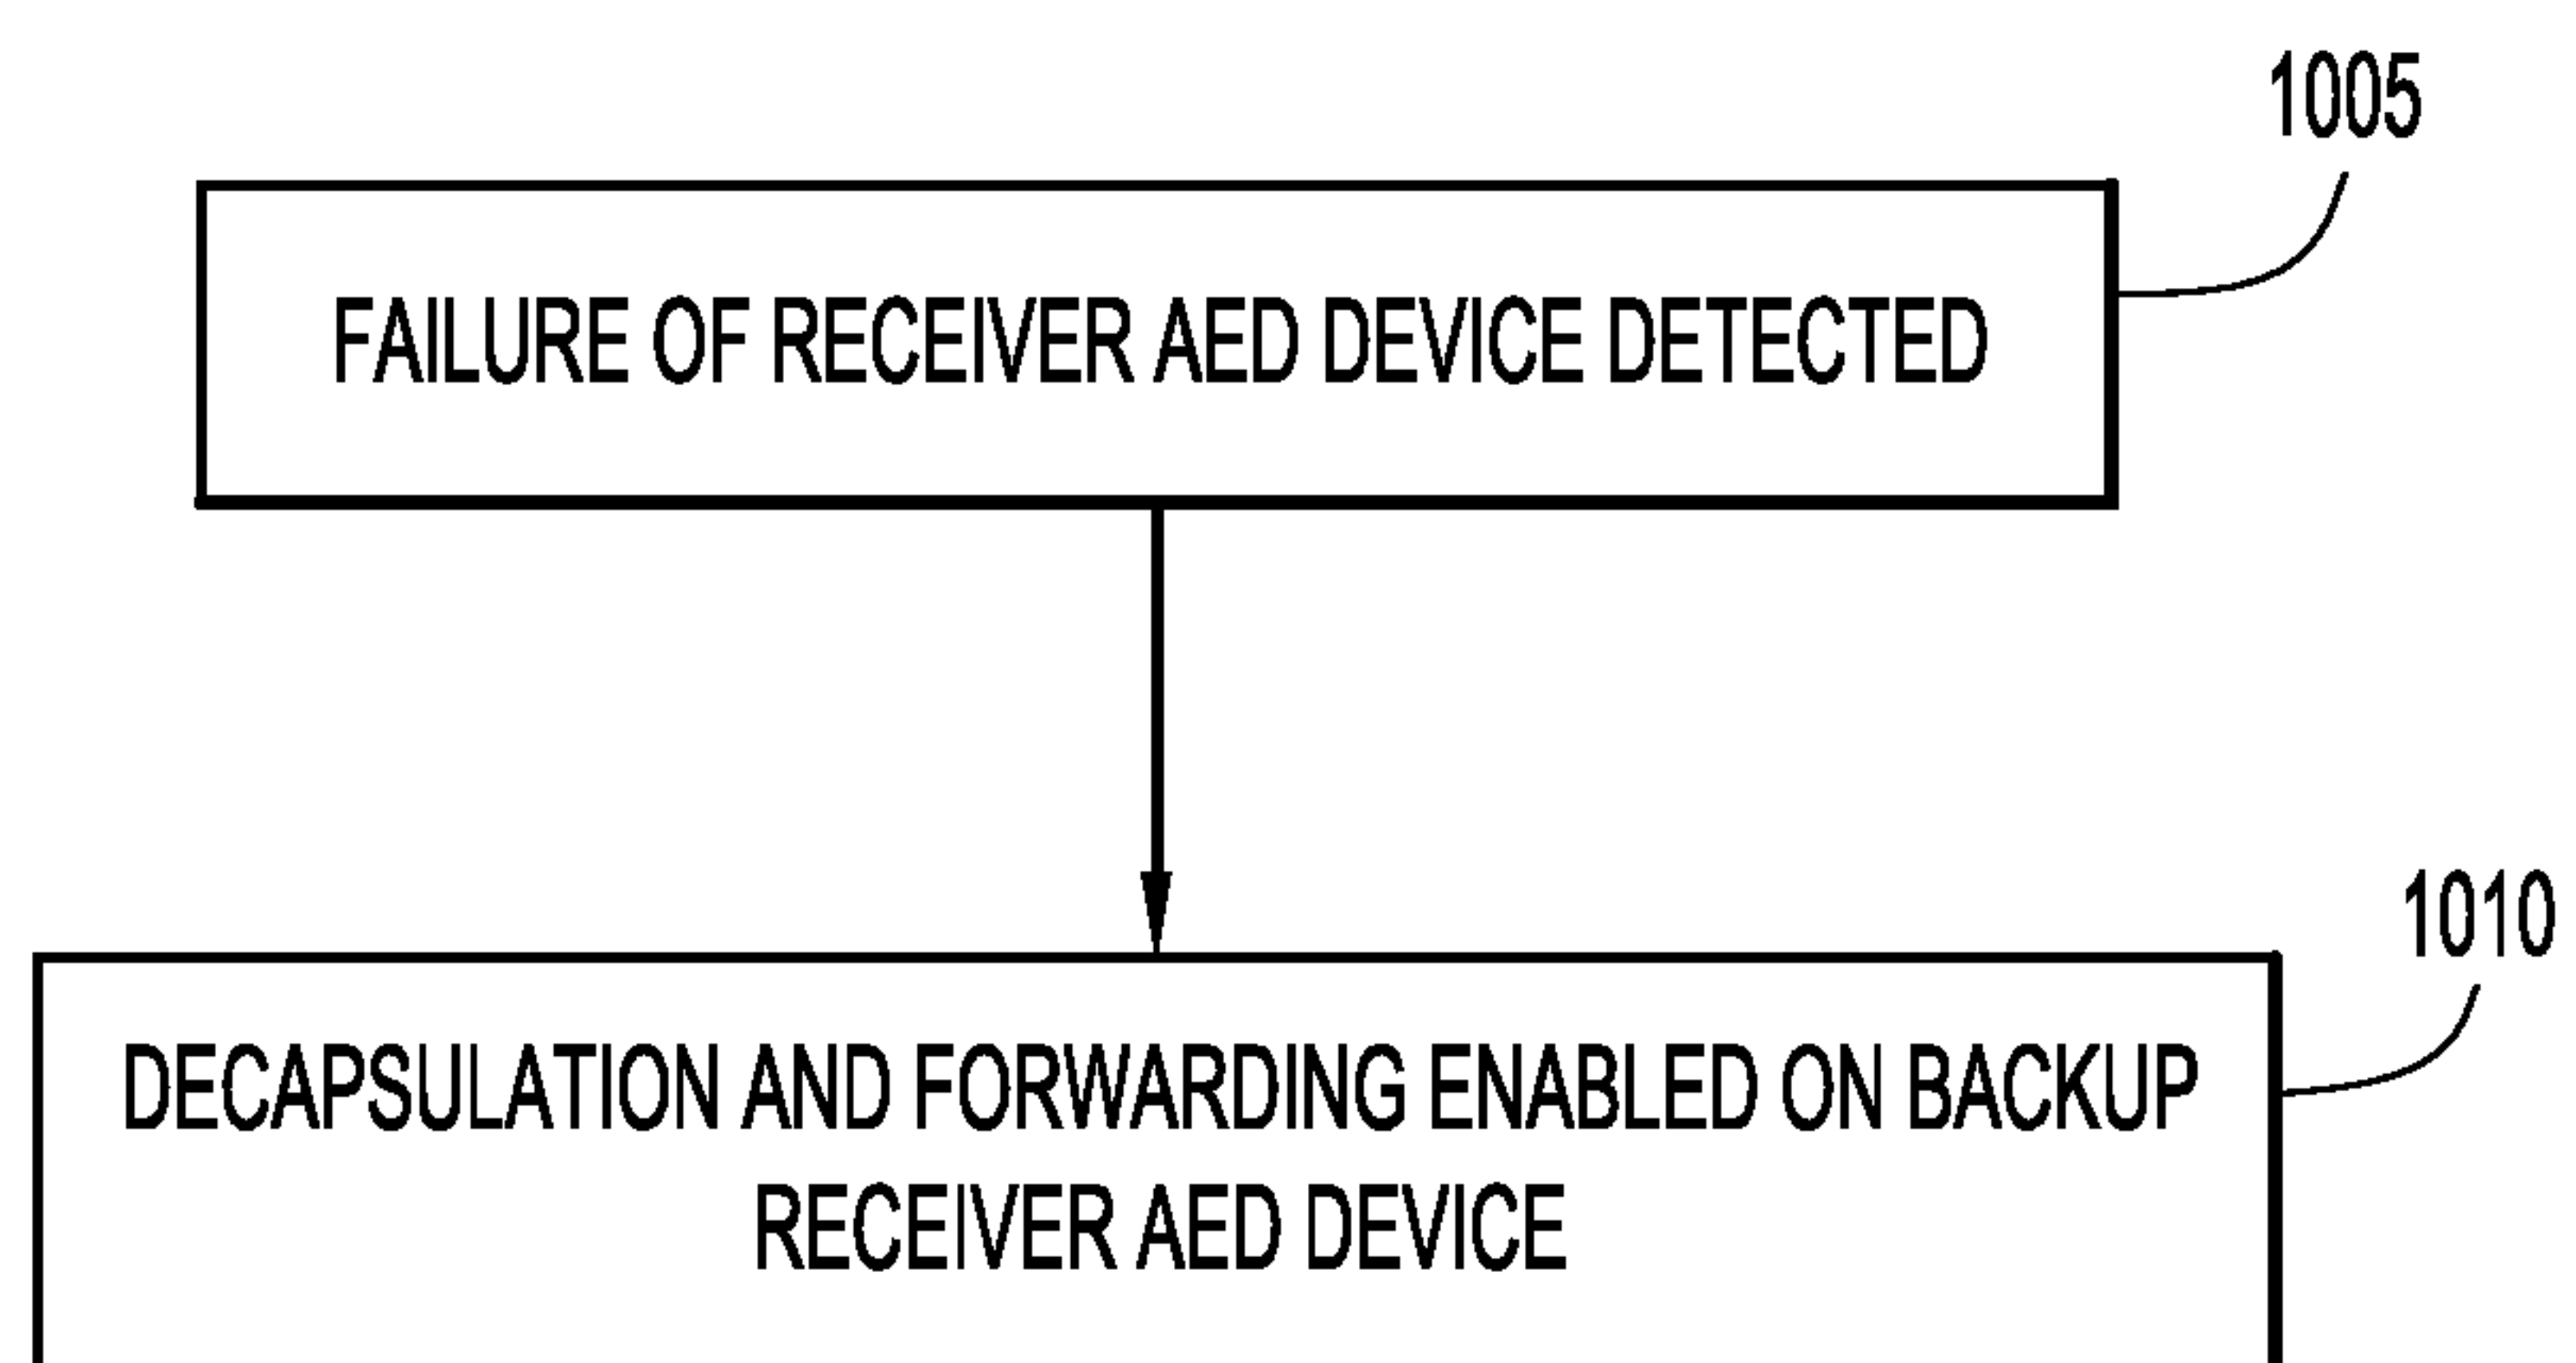 1005
FAILURE OF RECEIVER AED DEVICE DETECTED
1010
DECAPSULATION AND FORWARDING ENABLED ON BACKUP
RECEIVER AED DEVICE